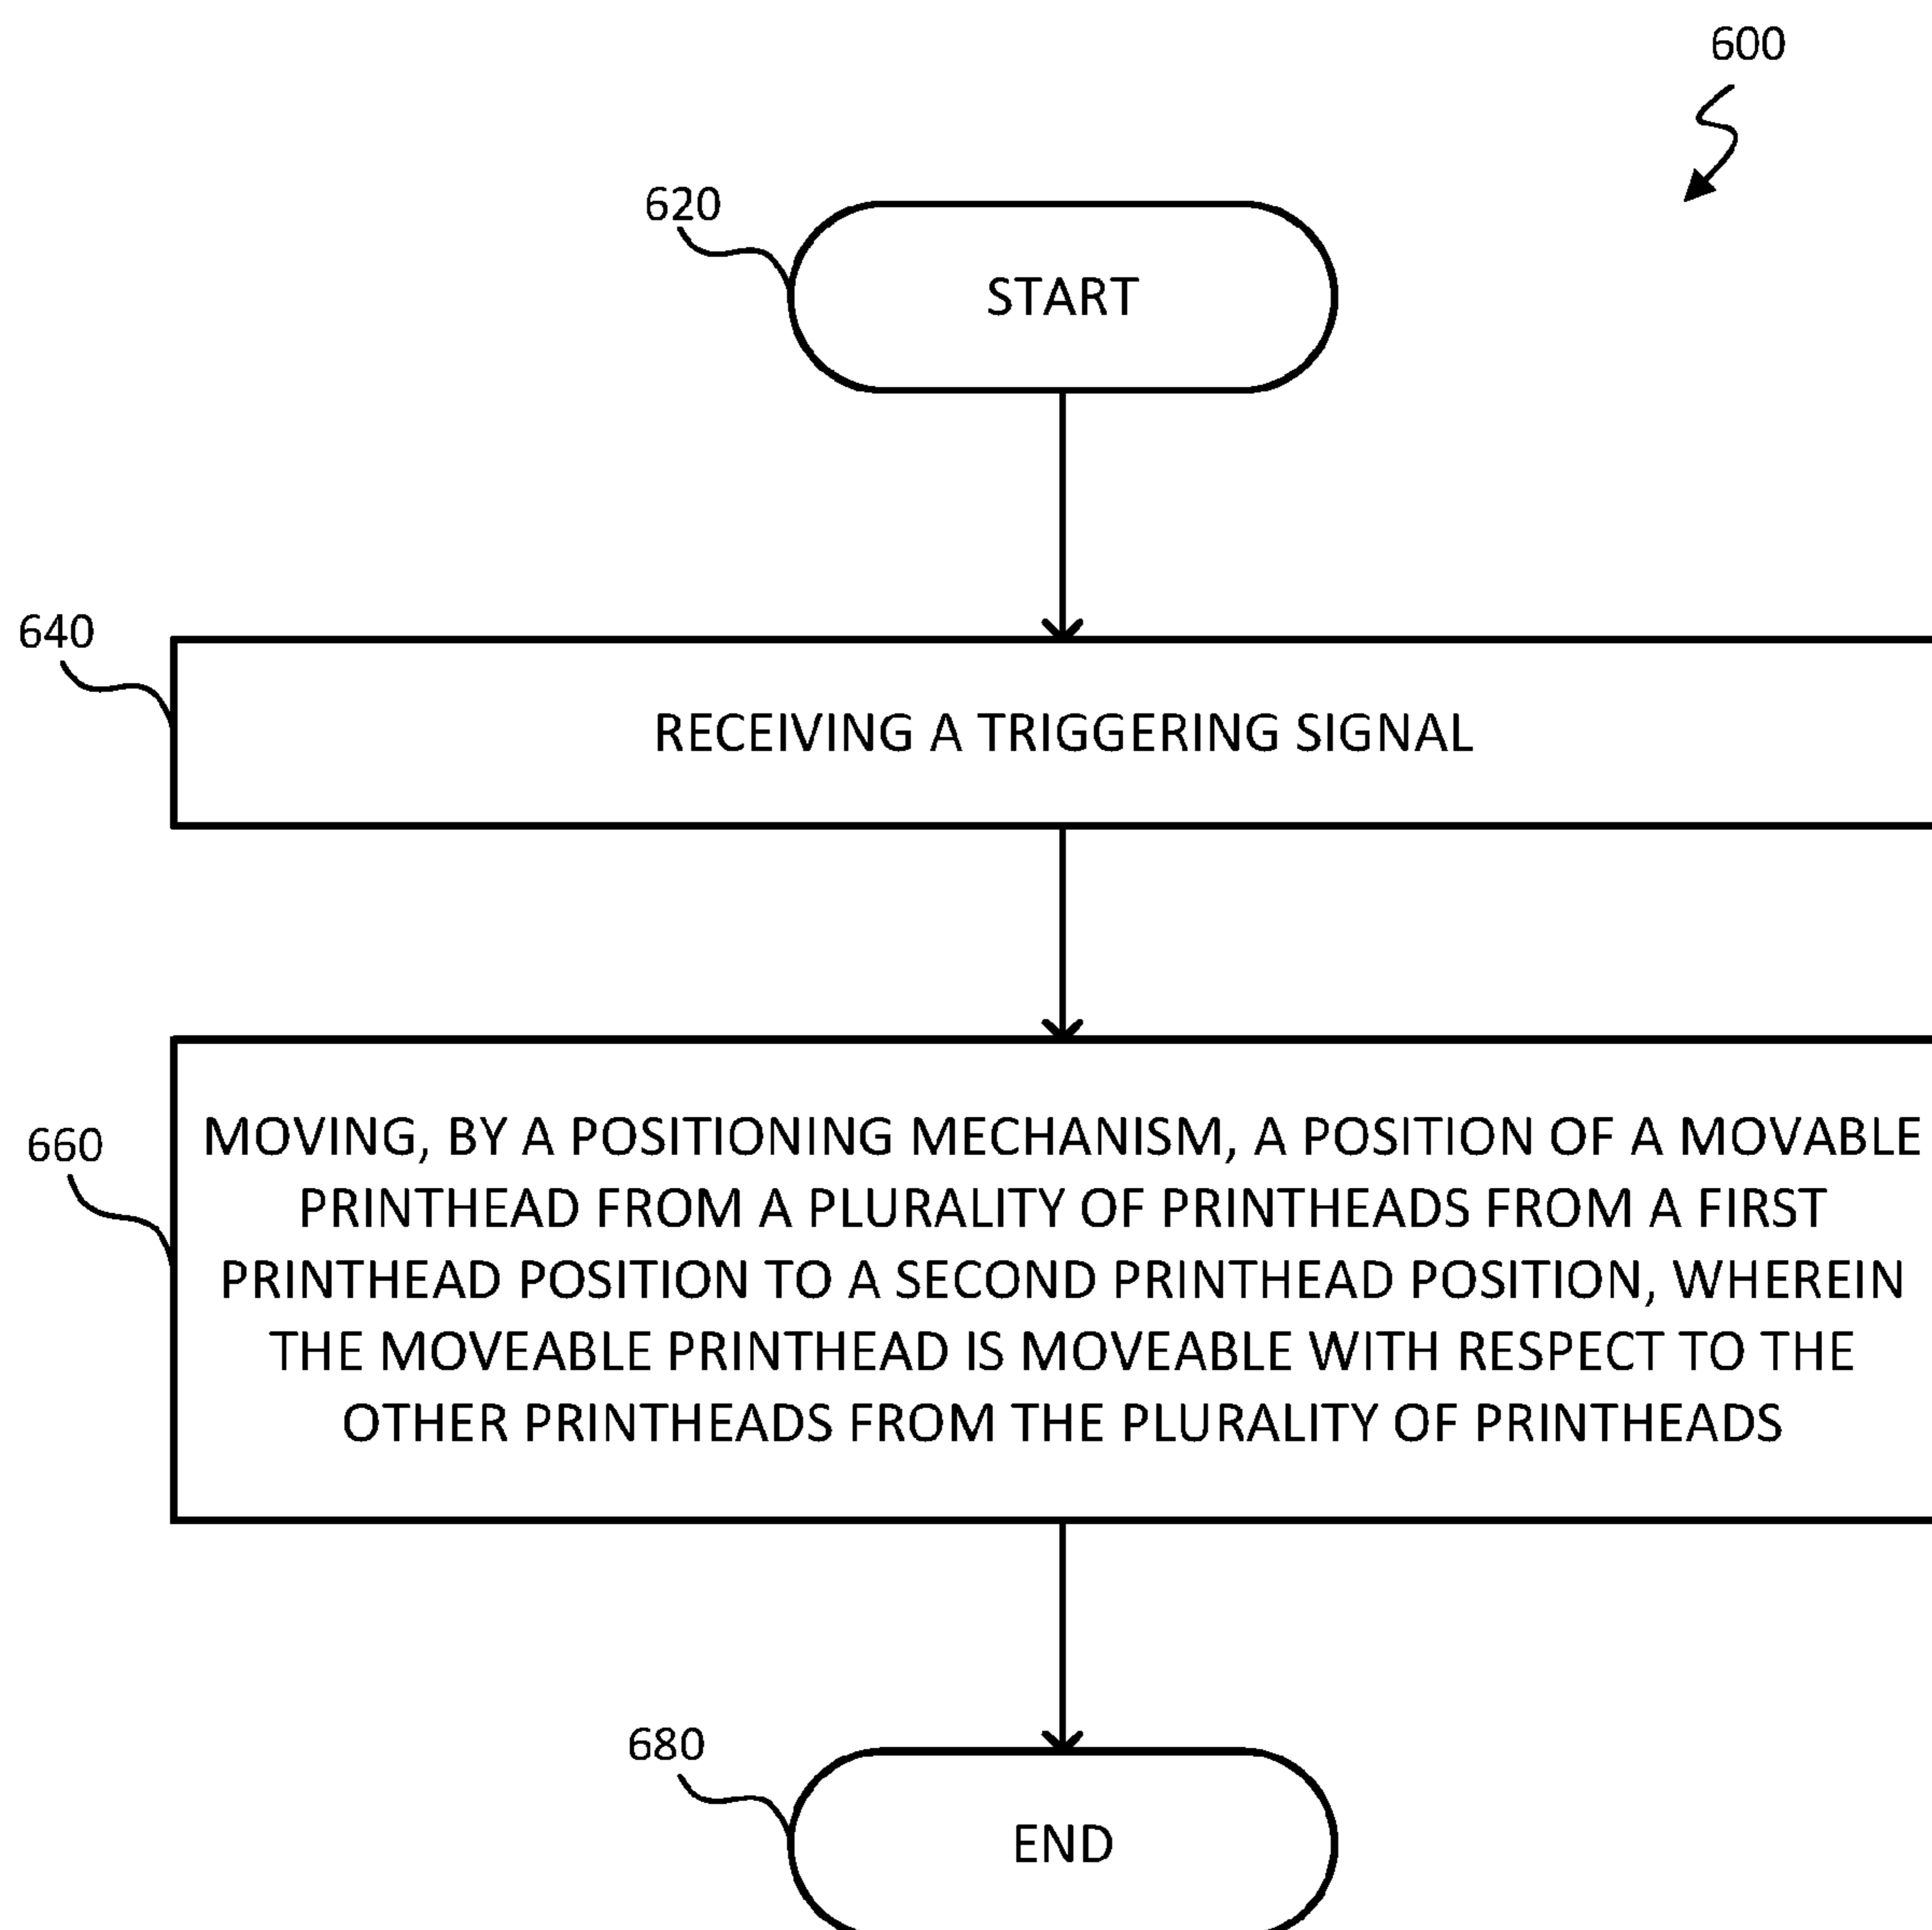 600
620
START
640
RECEIVING A TRIGGERING SIGNAL
660
MOVING, BY A POSITIONING MECHANISM, A POSITION OF A MOVABLE
PRINTHEAD FROM A PLURALITY OF PRINTHEADS FROM A FIRST
PRINTHEAD POSITION TO A SECOND PRINTHEAD POSITION, WHEREIN
THE MOVEABLE PRINTHEAD IS MOVEABLE WITH RESPECT TO THE
OTHER PRINTHEADS FROM THE PLURALITY OF PRINTHEADS
680
END